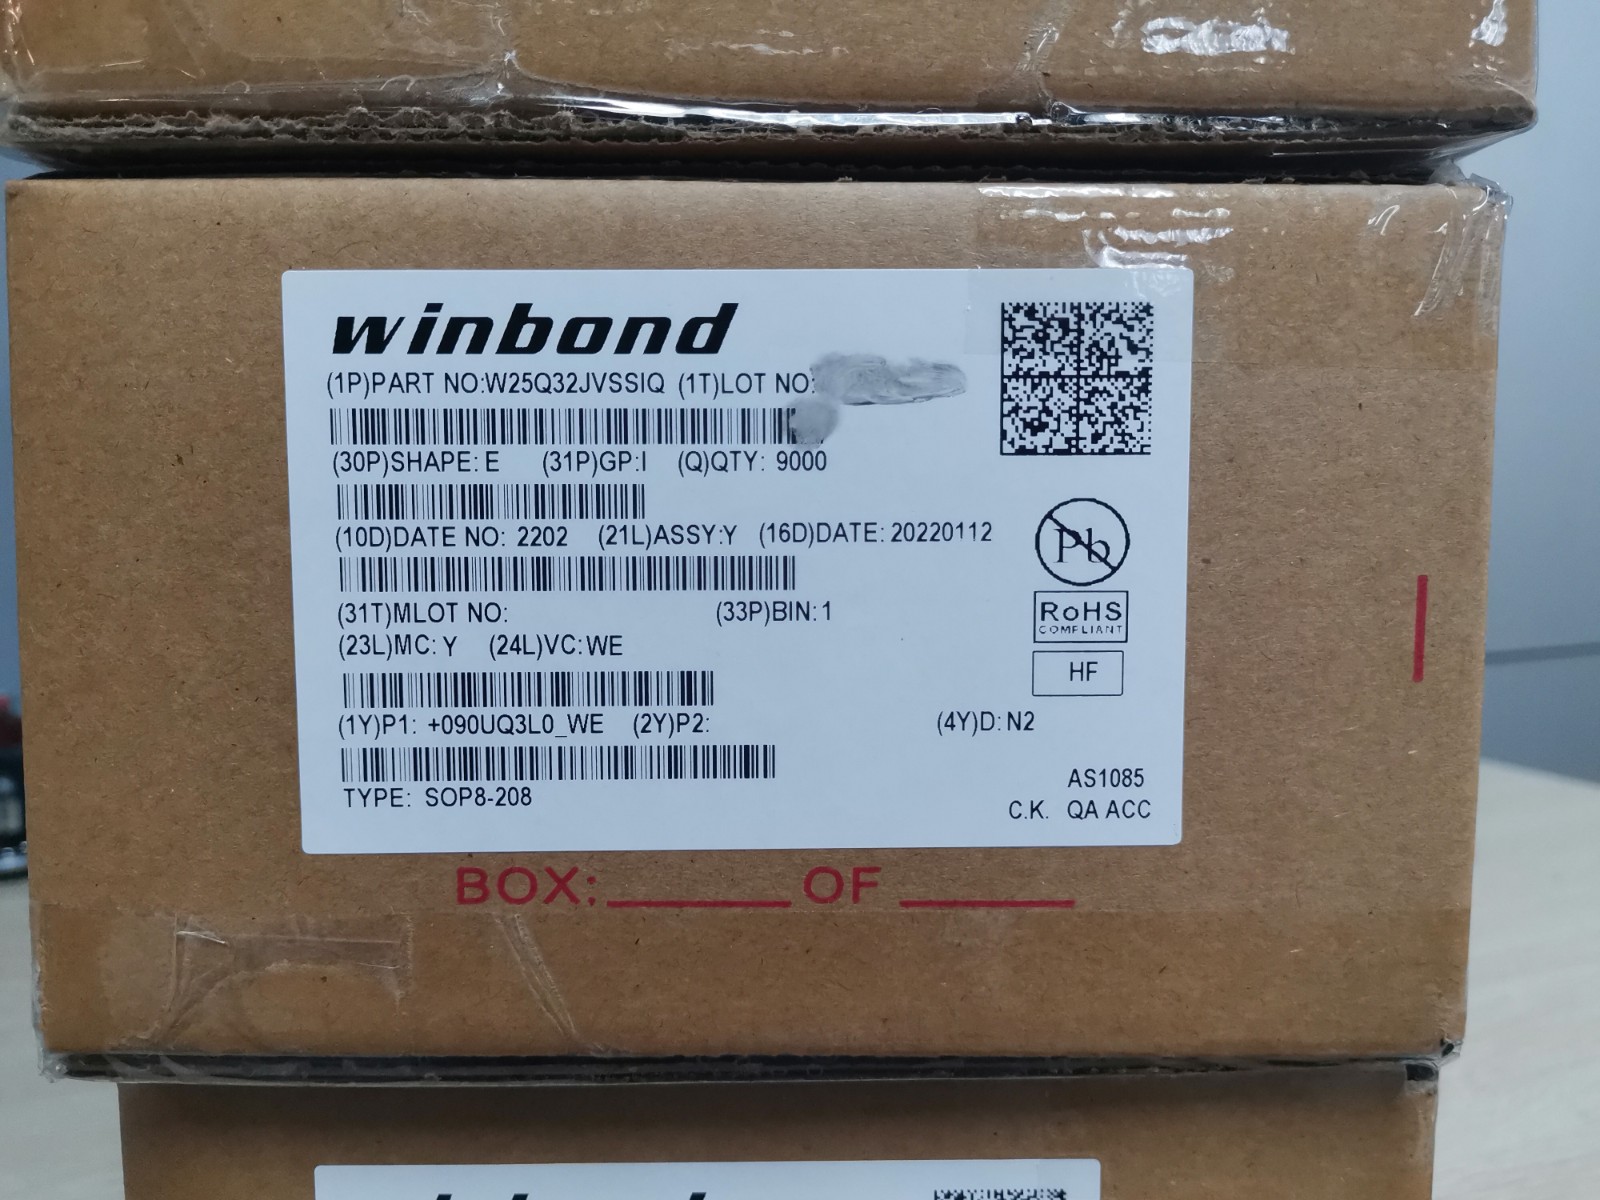 winbond
(1P)PART NO:W25Q32JVSSIQ (1T)LOT NO:
(30P)SHAPE: E (31P)GP:I (Q)QTY: 9000
(10D)DATE NO: 2202 (21L)ASSY:Y (16D)DATE: 20220112
(31T)MLOT NO: (33P)BIN:1
(23L)MC: Y (24L)VC:WE
(1Y)P1: +090UQ3L0_WE (2Y)P2: (4Y)D: N2
TYPE: SOP8-208
Pb
RoHS
COMPLIANT
HF
AS1085
C.K. QA ACC
BOX: OF
winbond